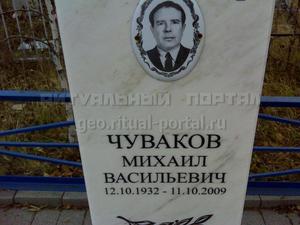 РИТУАЛЬНЫЙ ПОРТАЛ
geo.ritual-portal.ru
ЧУВАКОВ
МИХАИЛ
ВАСИЛЬЕВИЧ
12.10.1932 - 11.10.2009